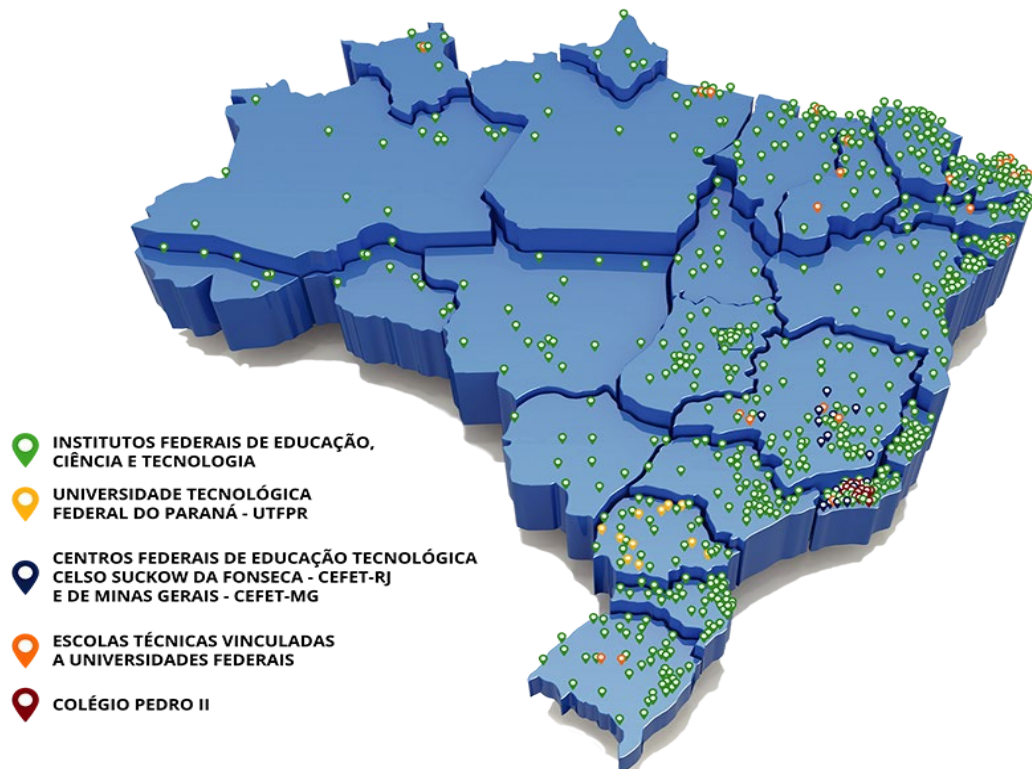 INSTITUTOS FEDERAIS DE EDUCAÇÃO,
CIÊNCIA E TECNOLOGIA
UNIVERSIDADE TECNOLÓGICA
FEDERAL DO PARANÁ - UTFPR
CENTROS FEDERAIS DE EDUCAÇÃO TECNOLÓGICA
CELSO SUCKOW DA FONSECA - CEFET-RJ
E DE MINAS GERAIS - CEFET-MG
ESCOLAS TÉCNICAS VINCULADAS
A UNIVERSIDADES FEDERAIS
COLÉGIO PEDRO II